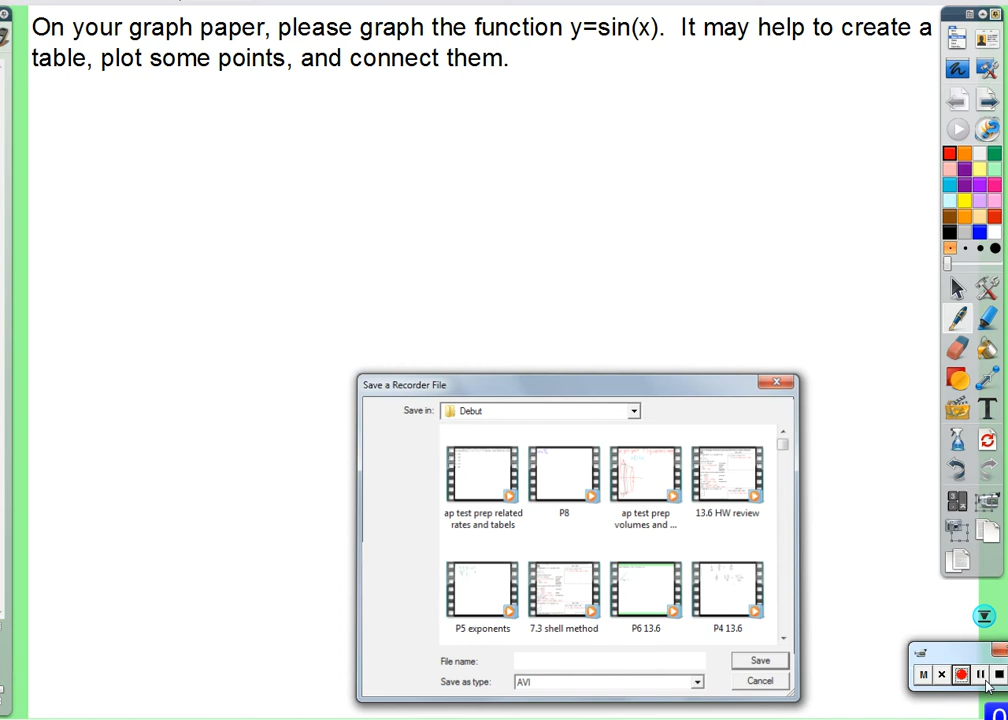 On your graph paper, please graph the function y=sin(x).  It may help to create a
table, plot some points, and connect them.
Save a Recorder File
Save in:
Debut
ap test prep related
rates and tabels
P8
ap test prep
volumes and ...
13.6 HW review
P5 exponents
7.3 shell method
P6 13.6
P4 13.6
File name:
Save
Save as type:
AVI
Cancel
M
T